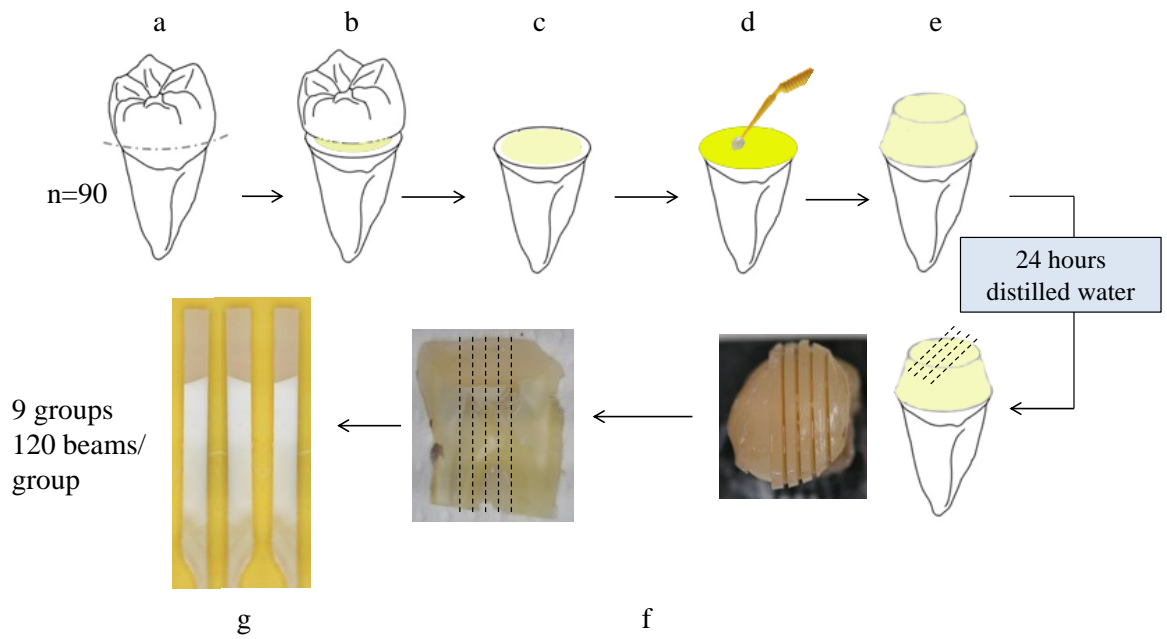 a
b
c
d
e
n=90
24 hours
distilled water
9 groups
120 beams/
group
g
f